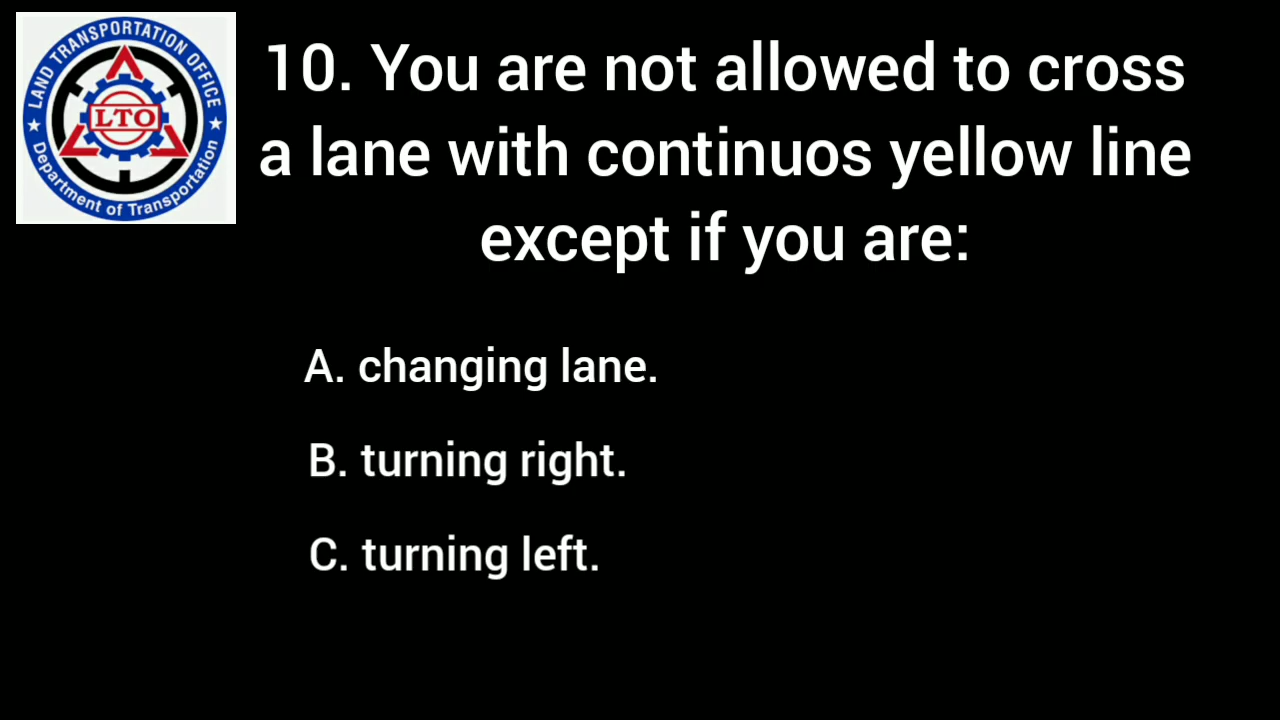 LAND TRANSPORTATION OFFICE
LTO
Department of Transportation
10. You are not allowed to cross
a lane with continuos yellow line
except if you are:
A. changing lane.
B. turning right.
C. turning left.